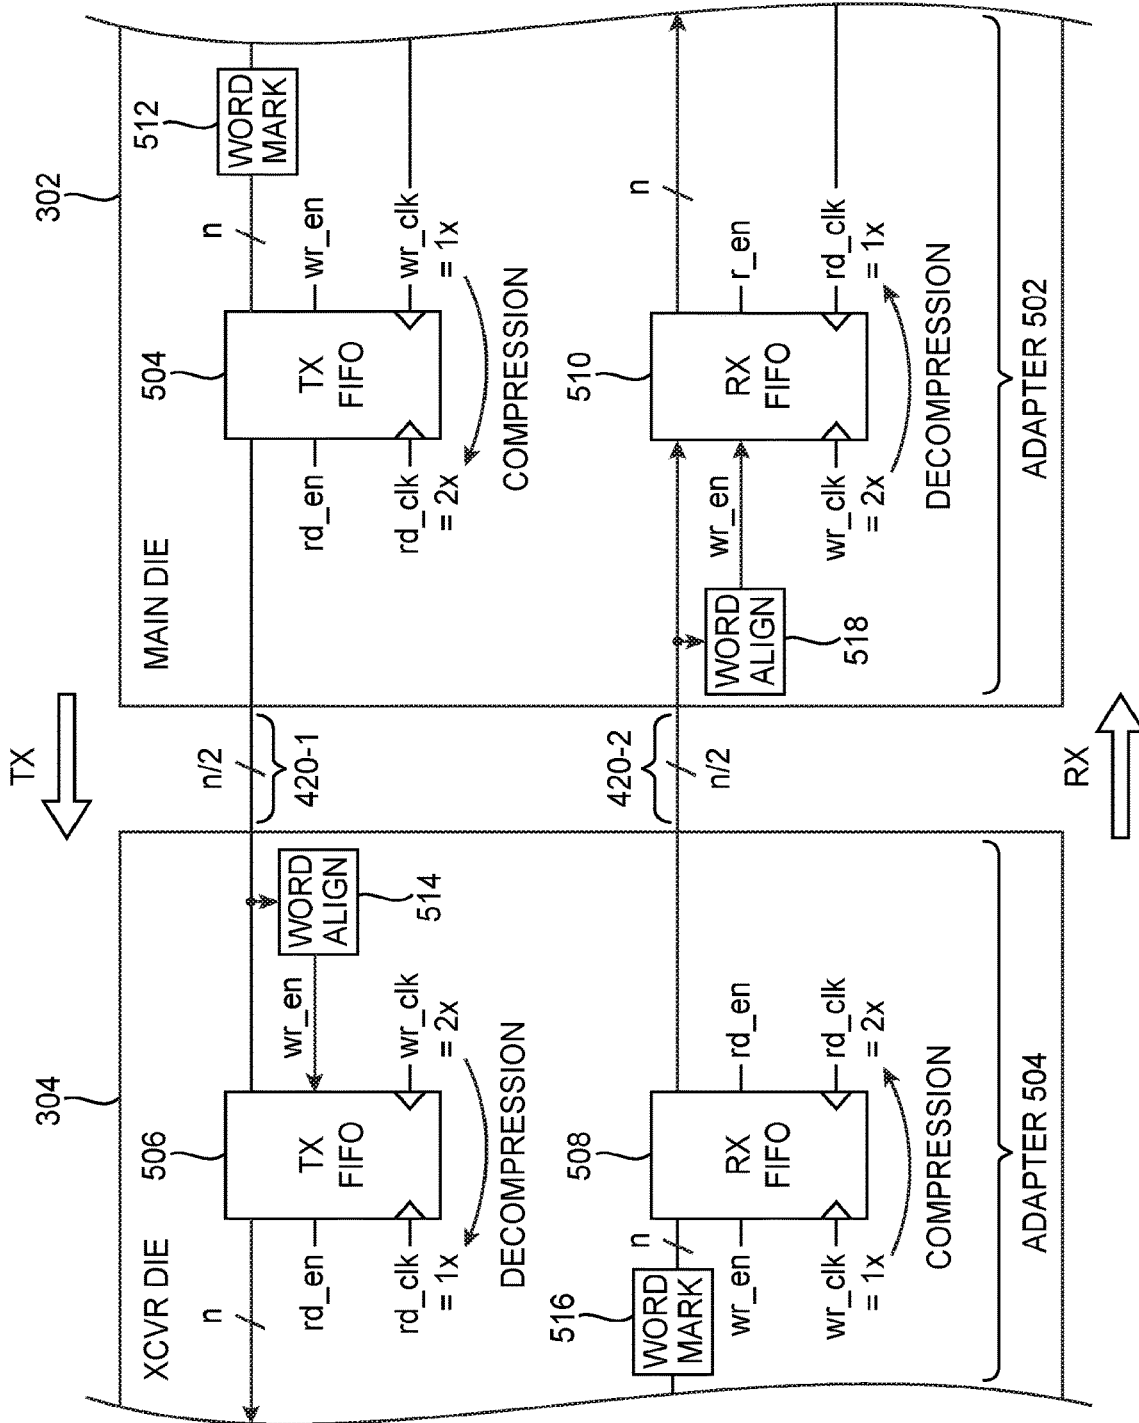 TX
XCVR DIE
304
MAIN DIE
302
n
506
TX
FIFO
rd_en
rd_clk
= 1x
wr_en
wr_clk
= 2x
DECOMPRESSION
WORD
ALIGN
514
n/2
420-1
504
TX
FIFO
rd_en
rd_clk
= 2x
n
wr_en
wr_clk
= 1x
COMPRESSION
WORD
MARK
512
516
WORD
MARK
n
508
RX
FIFO
wr_en
wr_clk
= 1x
rd_en
rd_clk
= 2x
COMPRESSION
ADAPTER 504
420-2
n/2
WORD
ALIGN
518
wr_en
wr_clk
= 2x
510
RX
FIFO
n
r_en
rd_clk
= 1x
DECOMPRESSION
ADAPTER 502
RX